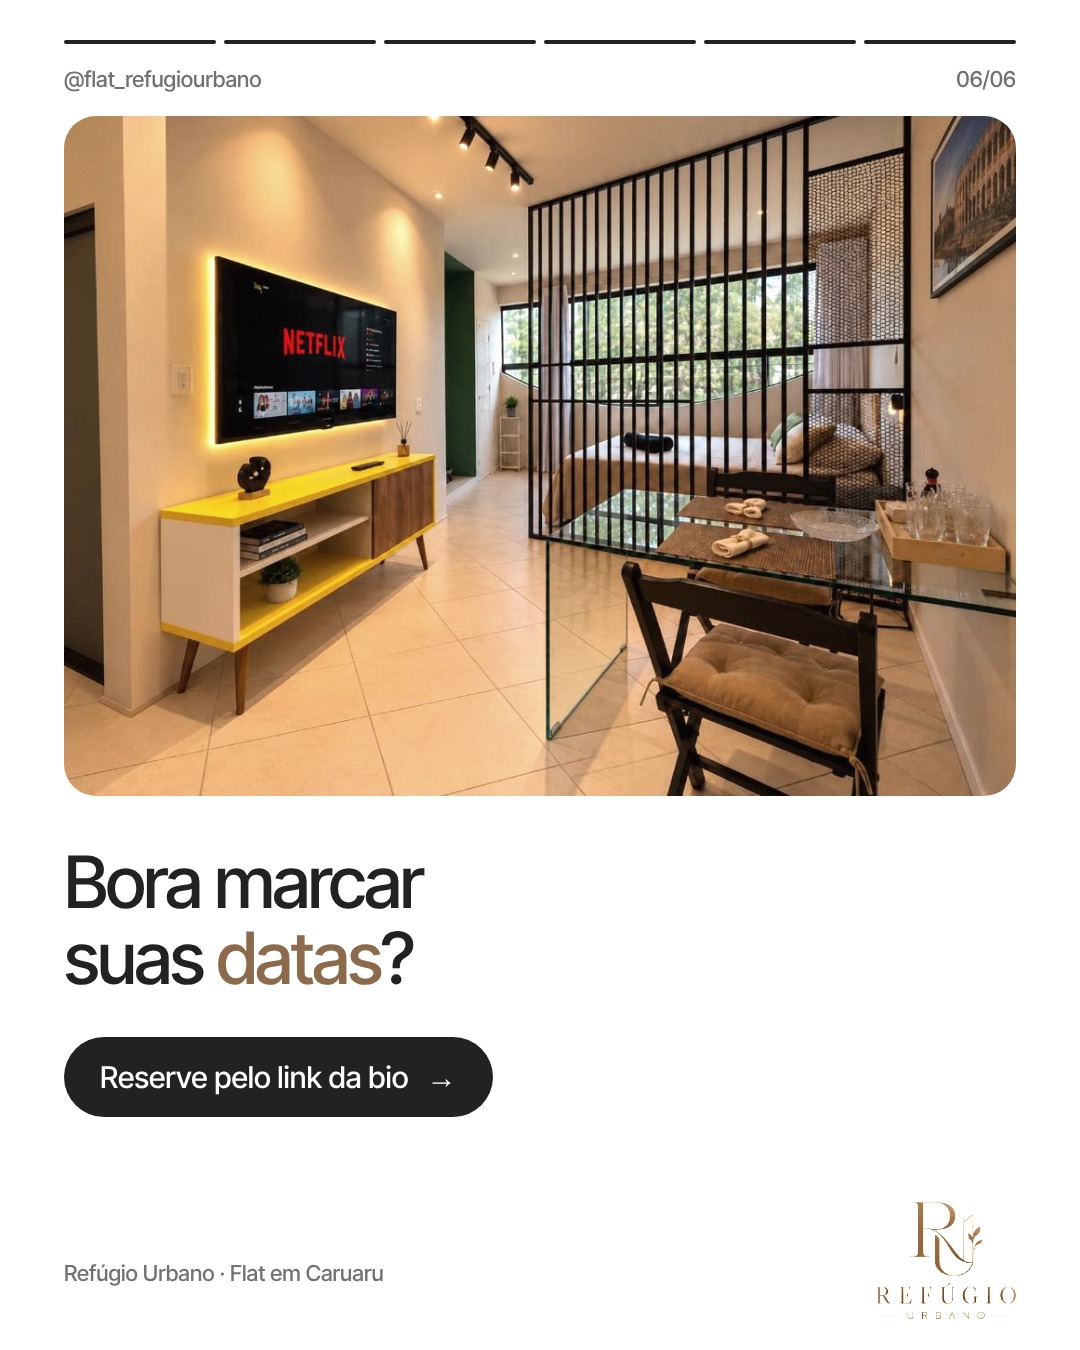 @flat_refugiourbano
06/06
NETFLIX
Bora marcar
suas datas?
Reserve pelo link da bio →
Refúgio Urbano · Flat em Caruaru
RU
REFÚGIO
URBANO